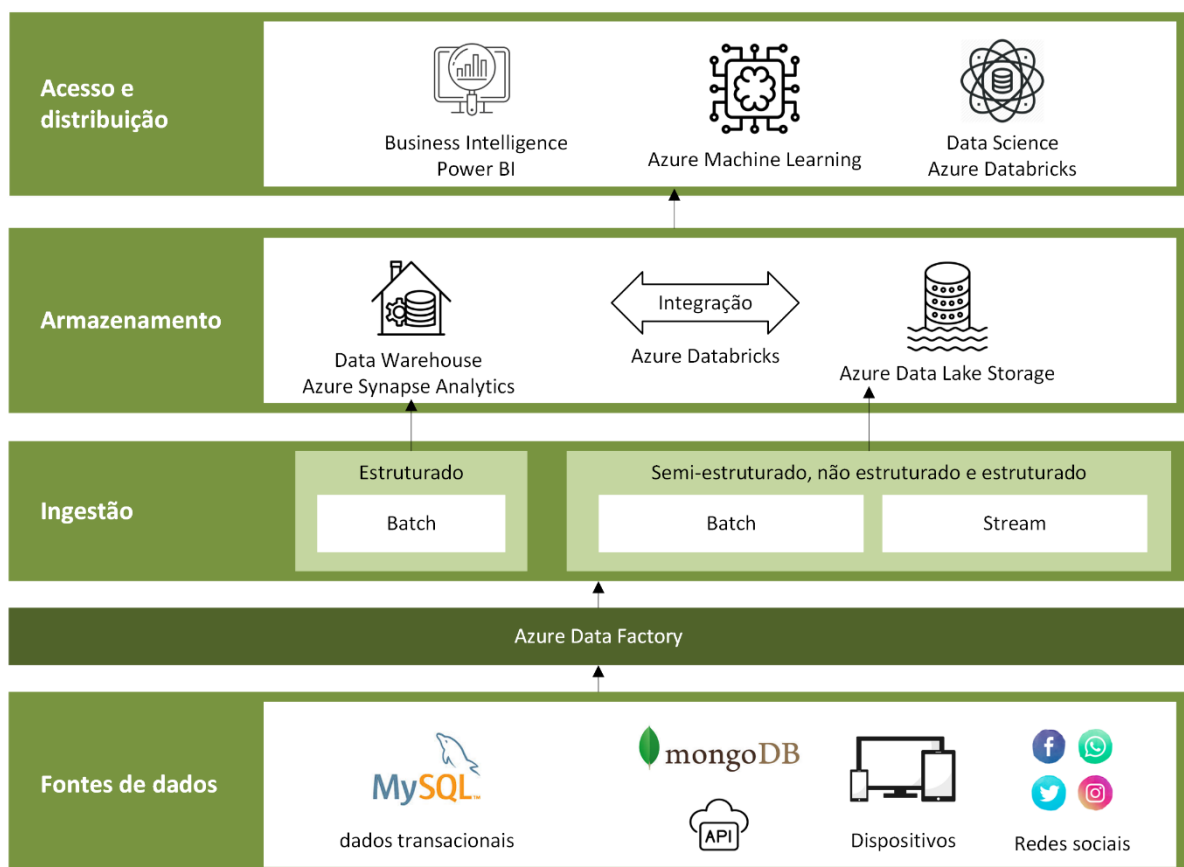 Acesso e
distribuição
Business Intelligence
Power BI
Azure Machine Learning
Data Science
Azure Databricks
Armazenamento
Data Warehouse
Azure Synapse Analytics
Integração
Azure Databricks
Azure Data Lake Storage
Ingestão
Estruturado
Batch
Semi-estruturado, não estruturado e estruturado
Batch
Stream
Azure Data Factory
Fontes de dados
MySQL™
dados transacionais
mongoDB
API
Dispositivos
Redes sociais